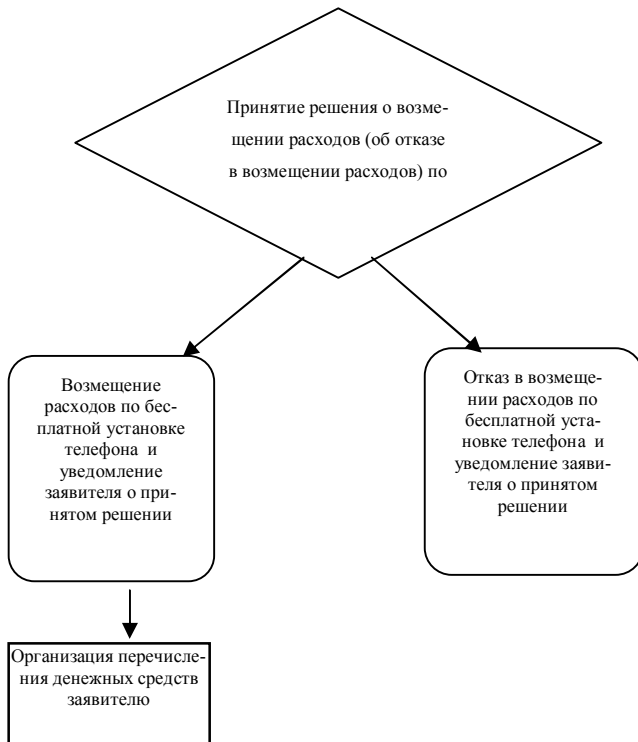 Принятие решения о возме-
щении расходов (об отказе
в возмещении расходов) по
Возмещение
расходов по бес-
платной установке
телефона и
уведомление
заявителя о при-
нятом решении
Отказ в возмеще-
нии расходов по
бесплатной уста-
новке телефона и
уведомление заяви-
теля о принятом
решении
Организация перечисле-
ния денежных средств
заявителю